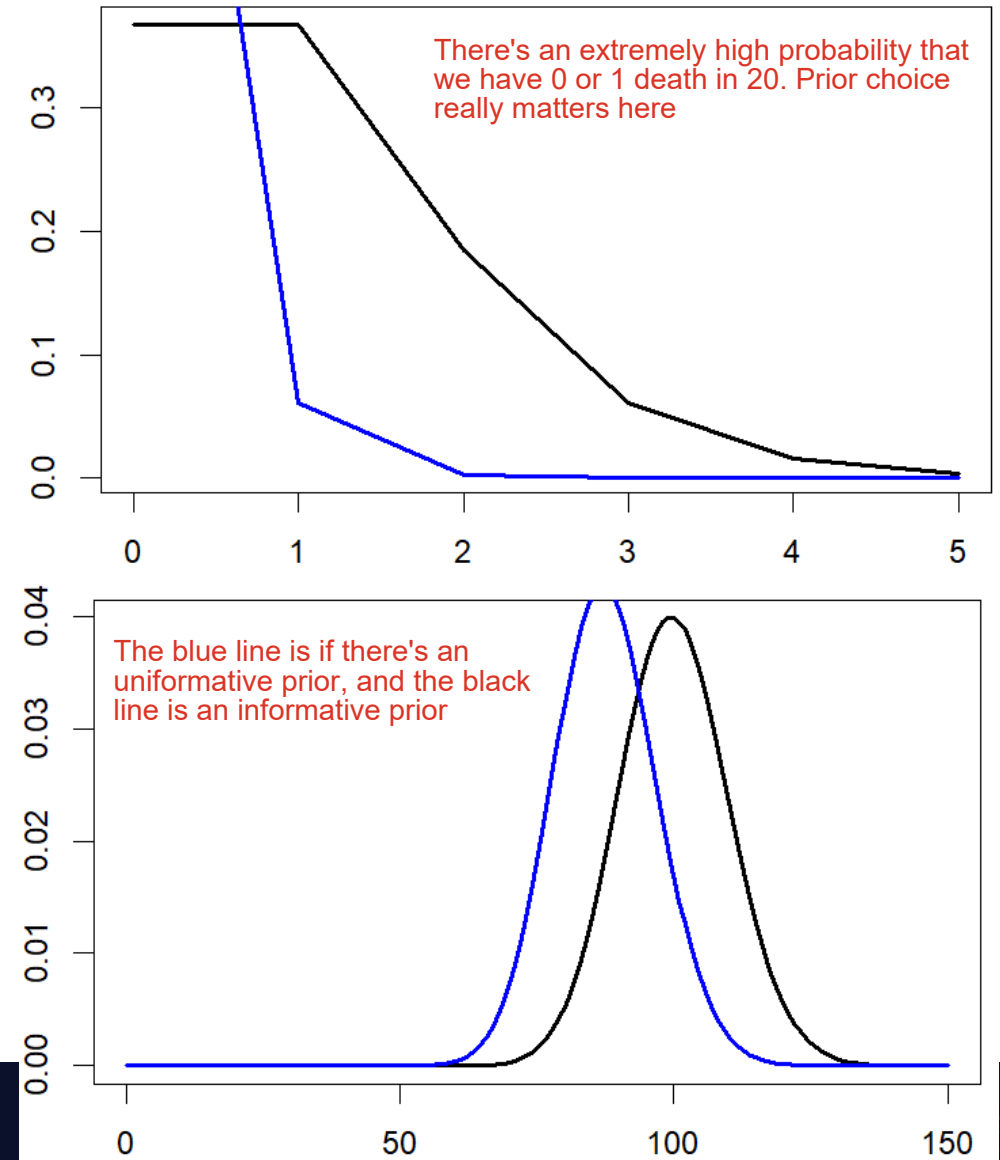 0.3
0.2
0.1
0.0
There's an extremely high probability that
we have 0 or 1 death in 20. Prior choice
really matters here
0 1 2 3 4 5
0.04
0.03
0.02
0.01
0.00
The blue line is if there's an
uniformative prior, and the black
line is an informative prior
0 50 100 150